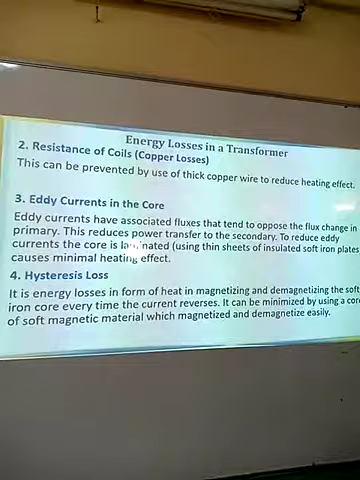 Energy Losses in a Transformer
2. Resistance of Coils (Copper Losses)
This can be prevented by use of thick copper wire to reduce heating effect.
3. Eddy Currents in the Core
Eddy currents have associated fluxes that tend to oppose the flux change in
primary. This reduces power transfer to the secondary. To reduce eddy
currents the core is laminated (using thin sheets of insulated soft iron plates
causes minimal heating effect.
4. Hysteresis Loss
It is energy losses in form of heat in magnetizing and demagnetizing the soft
iron core every time the current reverses. It can be minimized by using a core
of soft magnetic material which magnetized and demagnetize easily.